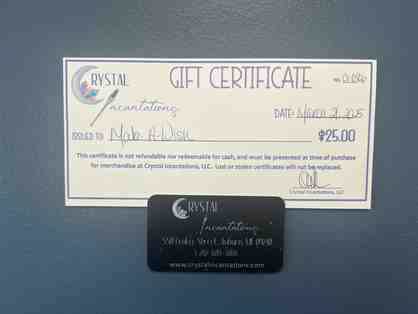 CRYSTAL GIFT CERTIFICATE NO.
Incantations
DATE: March 2025
ISSUED TO Make A Wish $25.00
This certificate is not refundable nor redeemable for cash, and must be presented at time of purchase
for merchandise at Crystal Incantations, LLC. Lost or stolen certificates will not be replaced.
Crystal Incantations, LLC
CRYSTAL
Incantations
Street, Auburn,
www.crystalincantations.com